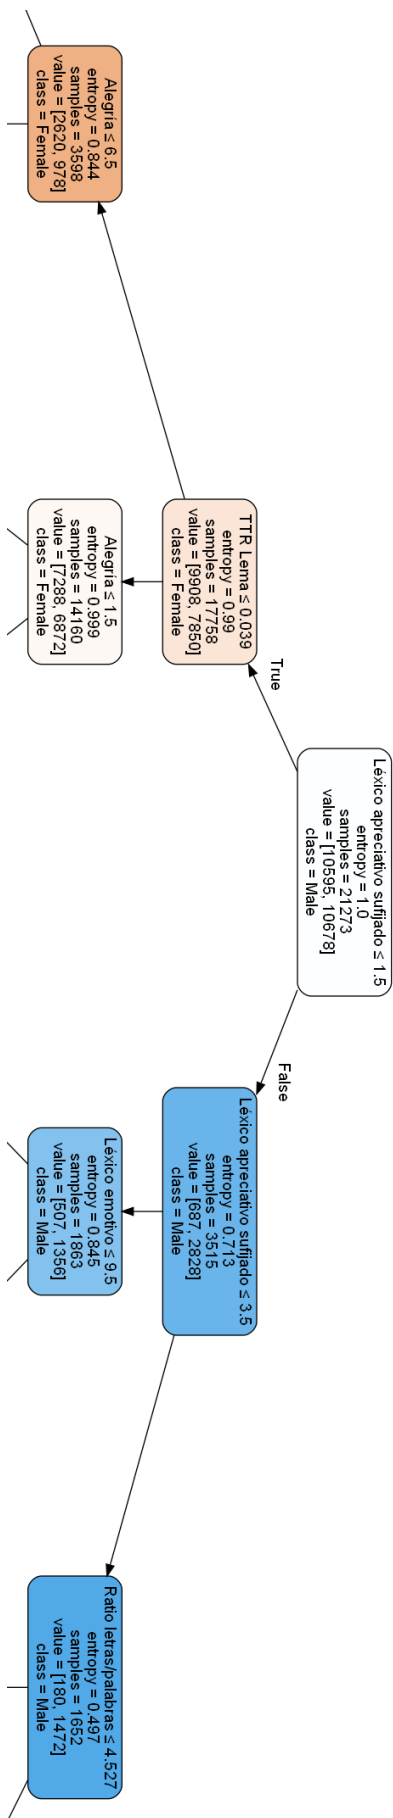 Léxico apreciativo sufijado ≤ 1.5
entropy = 1.0
samples = 21273
value = [10595, 10678]
class = Male
True
False
TTR Lema ≤ 0.039
entropy = 0.99
samples = 17758
value = [9908, 7850]
class = Female
Léxico apreciativo sufijado ≤ 3.5
entropy = 0.713
samples = 3515
value = [687, 2828]
class = Male
Alegría ≤ 6.5
entropy = 0.844
samples = 3598
value = [2620, 978]
class = Female
Alegría ≤ 1.5
entropy = 0.999
samples = 14160
value = [7288, 6872]
class = Female
Léxico emotivo ≤ 9.5
entropy = 0.845
samples = 1863
value = [507, 1356]
class = Male
Ratio letras/palabras ≤ 4.527
entropy = 0.497
samples = 1652
value = [180, 1472]
class = Male